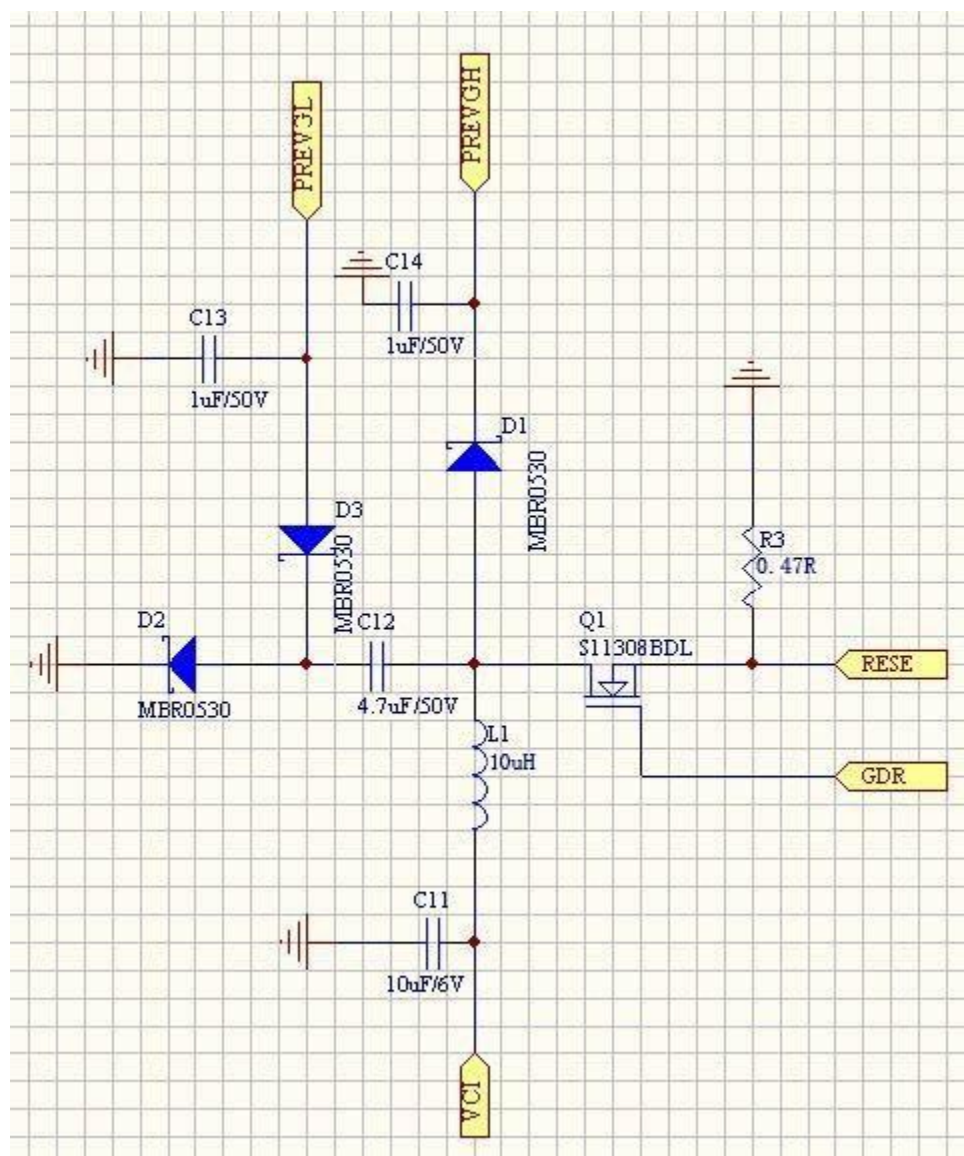 PREVGL
PREVGH
C14
1uF/50V
C13
1uF/50V
D1
MBR0530
D3
MBR0530
R3
0.47R
D2
MBR0530
C12
4.7uF/50V
Q1
S11308BDL
RESE
GDR
L1
10uH
C11
10uF/6V
VCI